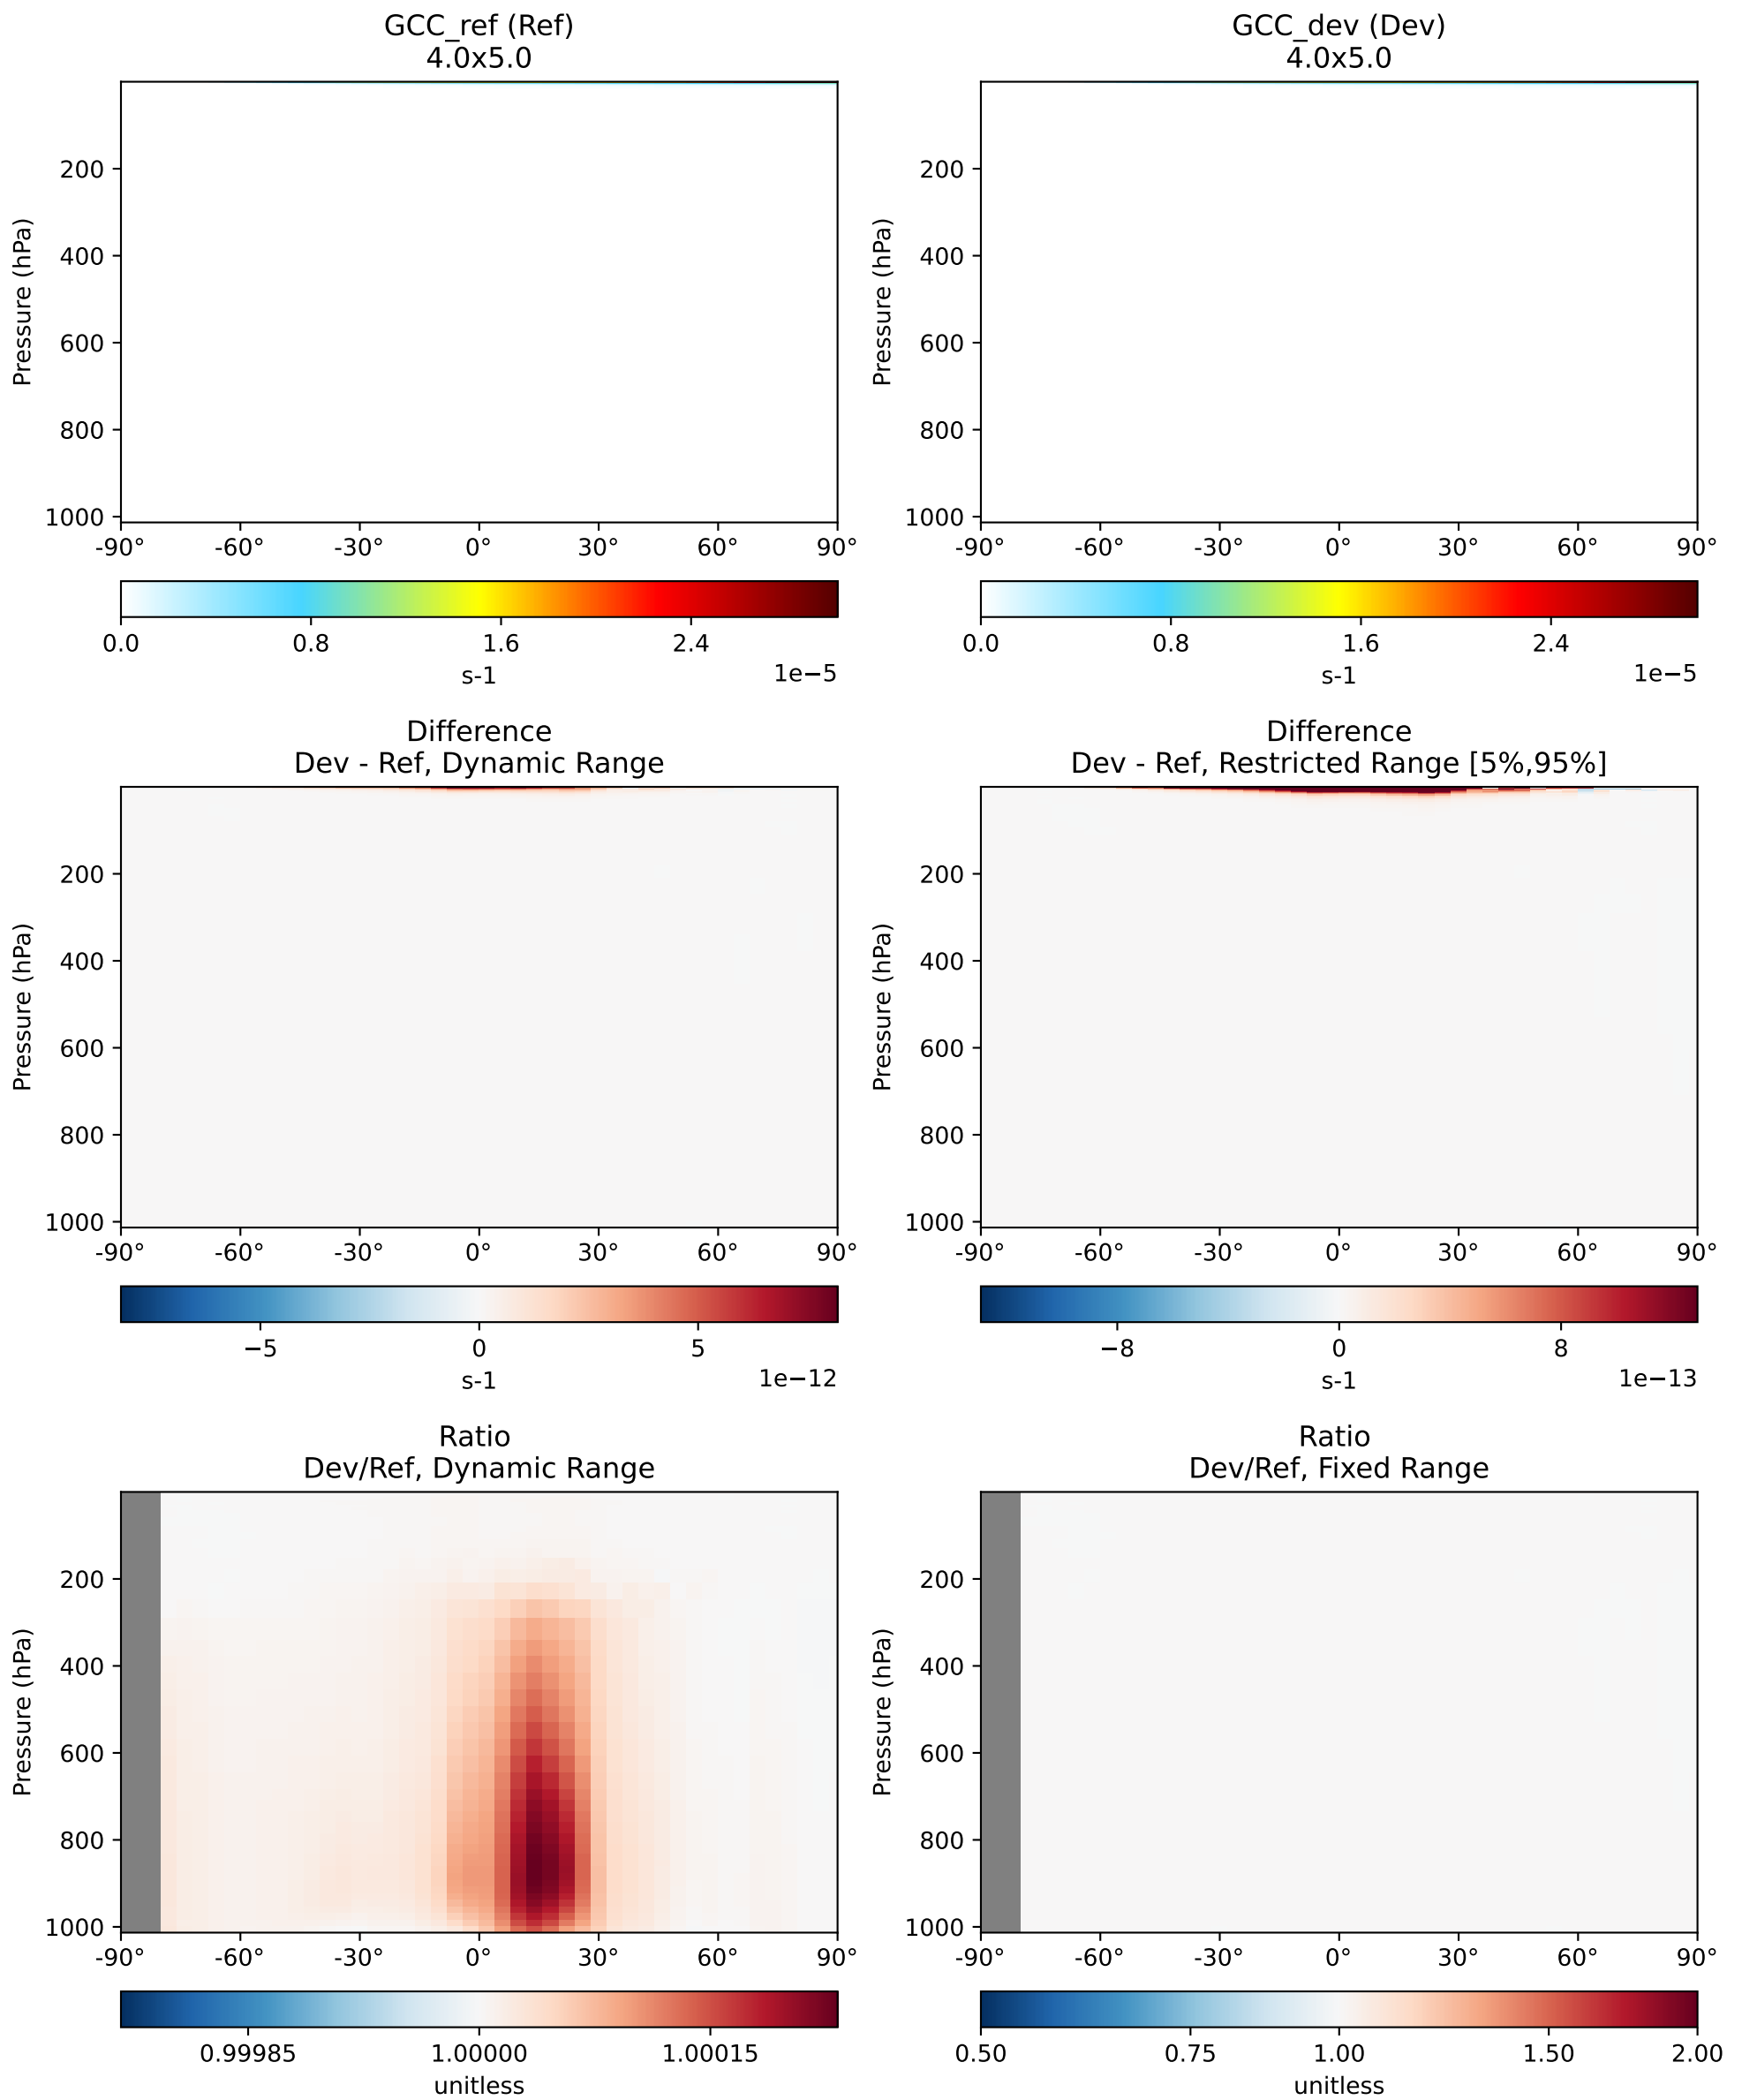 GCC_ref (Ref)
4.0x5.0
Pressure (hPa)
200
400
600
800
1000
-90° -60° -30° 0° 30° 60° 90°
0.0 0.8 1.6 2.4
s-1
1e−5
GCC_dev (Dev)
4.0x5.0
Pressure (hPa)
200
400
600
800
1000
-90° -60° -30° 0° 30° 60° 90°
0.0 0.8 1.6 2.4
s-1
1e−5
Difference
Dev - Ref, Dynamic Range
Pressure (hPa)
200
400
600
800
1000
-90° -60° -30° 0° 30° 60° 90°
−5 0 5
s-1
1e−12
Difference
Dev - Ref, Restricted Range [5%,95%]
Pressure (hPa)
200
400
600
800
1000
-90° -60° -30° 0° 30° 60° 90°
−8 0 8
s-1
1e−13
Ratio
Dev/Ref, Dynamic Range
Pressure (hPa)
200
400
600
800
1000
-90° -60° -30° 0° 30° 60° 90°
0.99985 1.00000 1.00015
unitless
Ratio
Dev/Ref, Fixed Range
Pressure (hPa)
200
400
600
800
1000
-90° -60° -30° 0° 30° 60° 90°
0.50 0.75 1.00 1.50 2.00
unitless